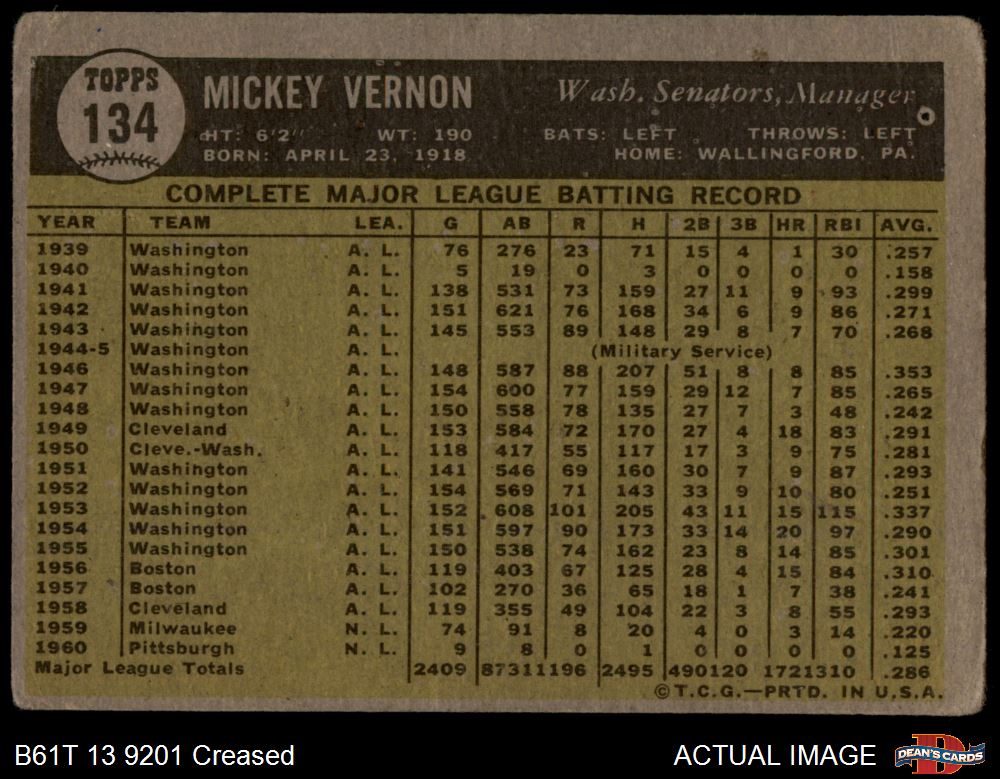 TOPPS
134
MICKEY VERNON Wash. Senators, Manager
HT: 6'2" WT: 190 BATS: LEFT THROWS: LEFT
BORN: APRIL 23, 1918 HOME: WALLINGFORD, PA.
COMPLETE MAJOR LEAGUE BATTING RECORD
YEAR TEAM LEA. G AB R H 2B 3B HR RBI AVG.
1939 Washington A. L. 76 276 23 71 15 4 1 30 .257
1940 Washington A. L. 5 19 0 3 0 0 0 0 .158
1941 Washington A. L. 138 531 73 159 27 11 9 93 .299
1942 Washington A. L. 151 621 76 168 34 6 9 86 .271
1943 Washington A. L. 145 553 89 148 29 8 7 70 .268
1944-5 Washington A. L. (Military Service)
1946 Washington A. L. 148 587 88 207 51 8 8 85 .353
1947 Washington A. L. 154 600 77 159 29 12 7 85 .265
1948 Washington A. L. 150 558 78 135 27 7 3 48 .242
1949 Cleveland A. L. 153 584 72 170 27 4 18 83 .291
1950 Cleve.-Wash. A. L. 118 417 55 117 17 3 9 75 .281
1951 Washington A. L. 141 546 69 160 30 7 9 87 .293
1952 Washington A. L. 154 569 71 143 33 9 10 80 .251
1953 Washington A. L. 152 608 101 205 43 11 15 115 .337
1954 Washington A. L. 151 597 90 173 33 14 20 97 .290
1955 Washington A. L. 150 538 74 162 23 8 14 85 .301
1956 Boston A. L. 119 403 67 125 28 4 15 84 .310
1957 Boston A. L. 102 270 36 65 18 1 7 38 .241
1958 Cleveland A. L. 119 355 49 104 22 3 8 55 .293
1959 Milwaukee N. L. 74 91 8 20 4 0 3 14 .220
1960 Pittsburgh N. L. 9 8 0 1 0 0 0 0 .125
Major League Totals 2409 8731 1196 2495 490 120 172 1310 .286
© T.C.G.—PRTD. IN U.S.A.
B61T 13 9201 Creased ACTUAL IMAGE
DEAN'S CARDS